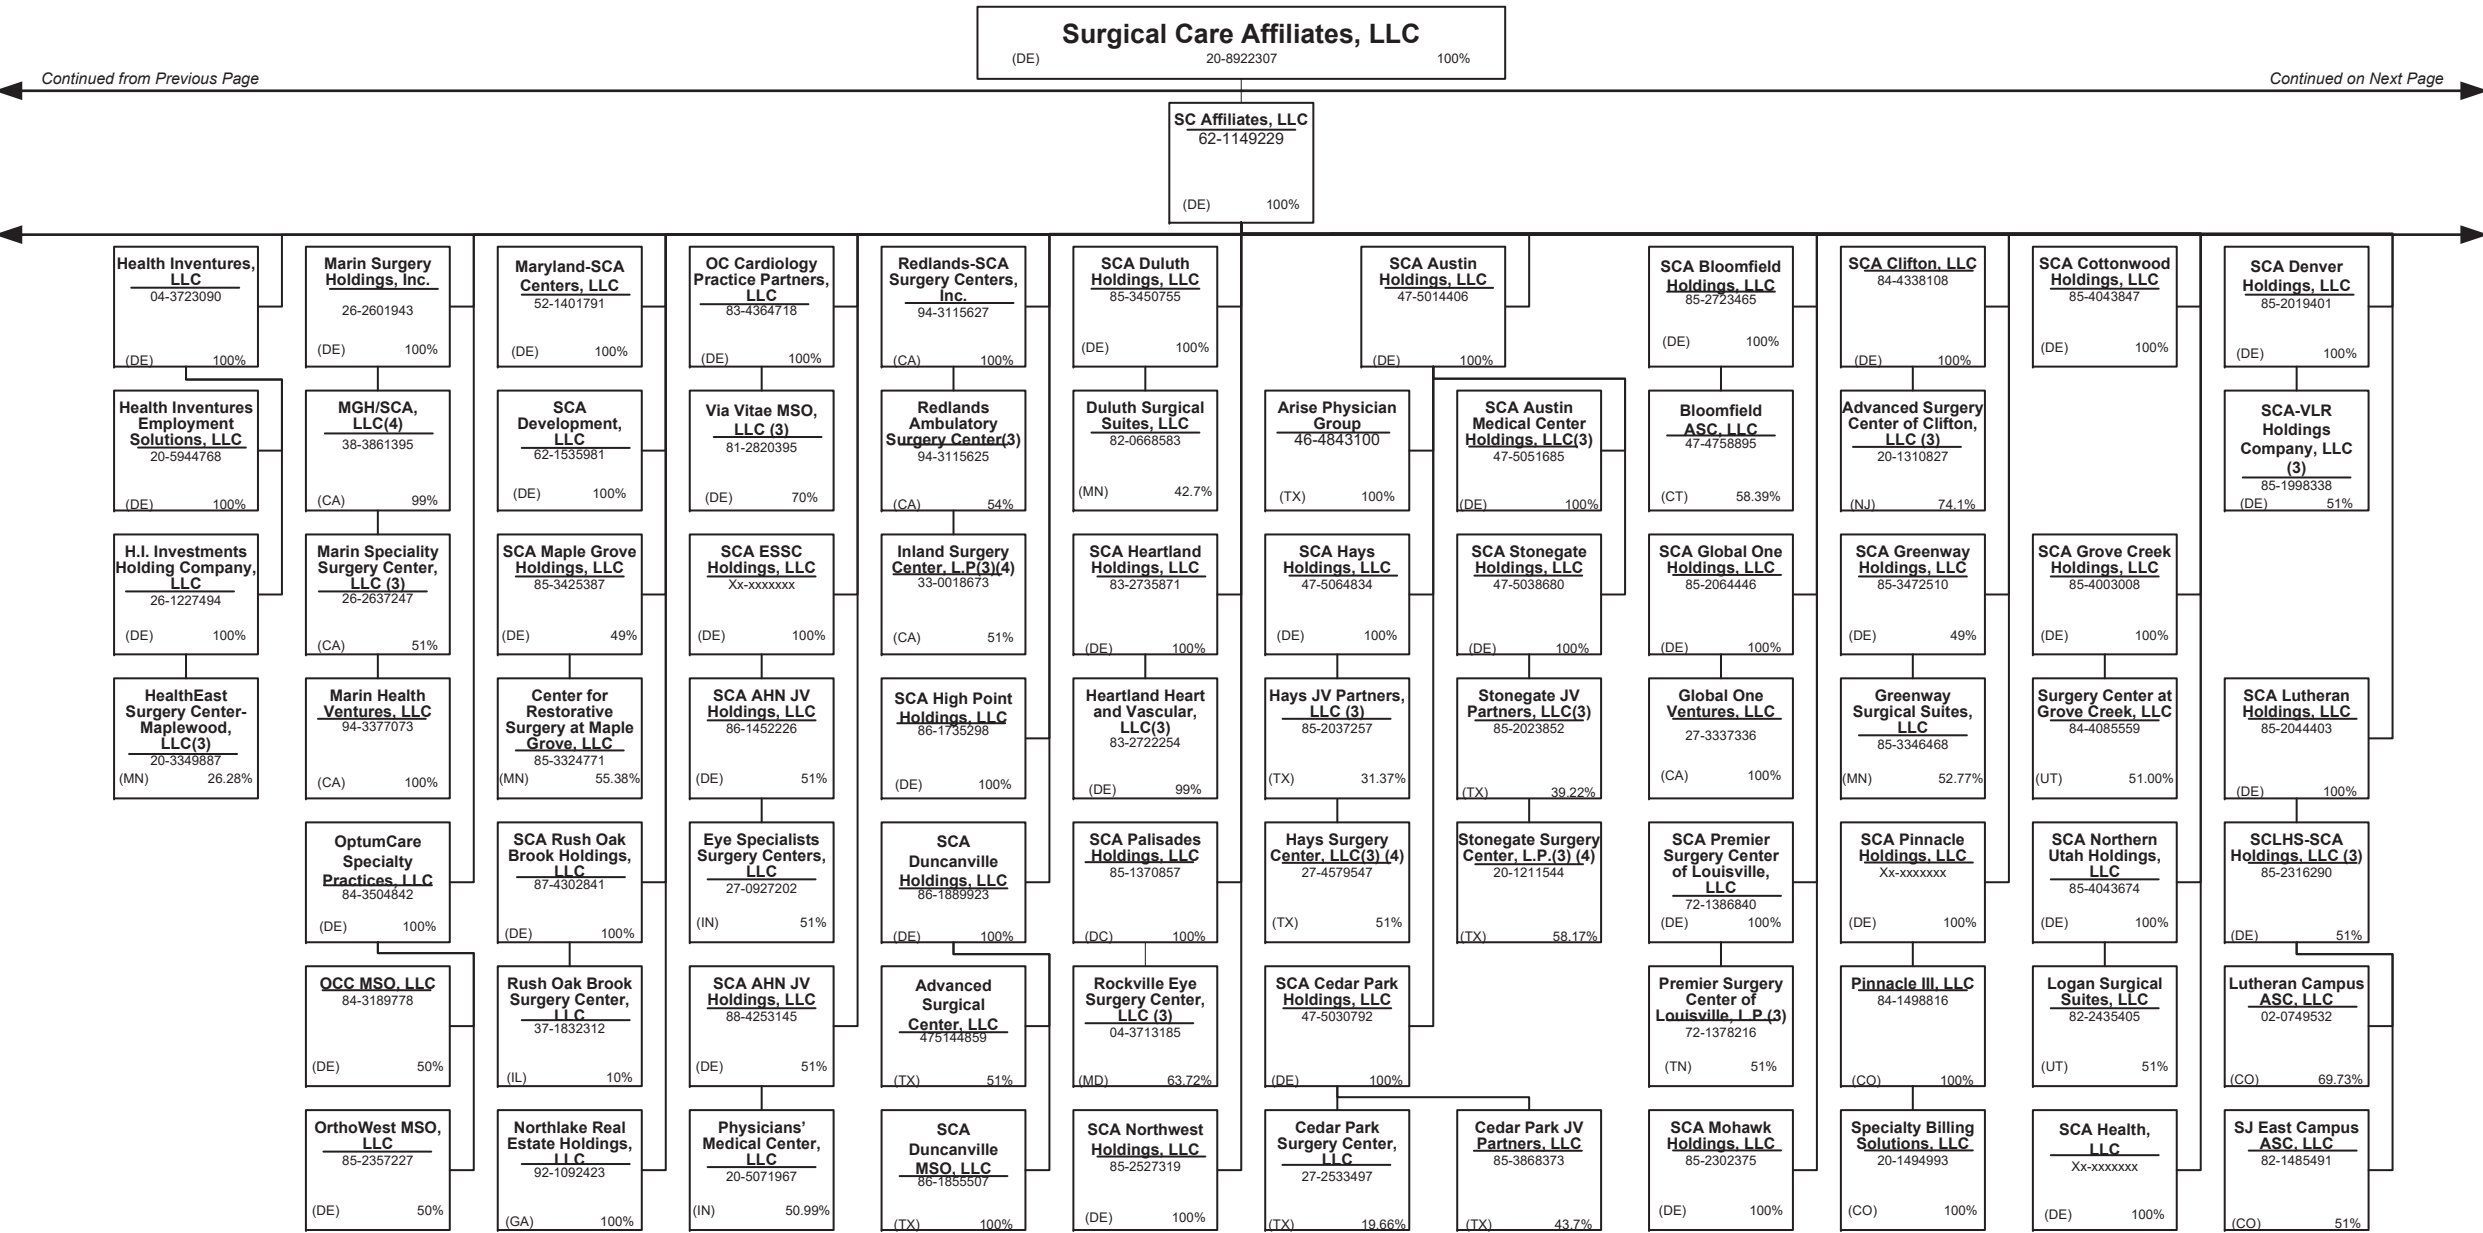 Surgical Care Affiliates, LLC
(DE) 20-8922307 100%
Continued from Previous Page
Continued on Next Page
SC Affiliates, LLC
62-1149229
(DE) 100%
Health Inventures,
LLC
04-3723090
(DE) 100%
Marin Surgery
Holdings, Inc.
26-2601943
(DE) 100%
Maryland-SCA
Centers, LLC
52-1401791
(DE) 100%
OC Cardiology
Practice Partners,
LLC
83-4364718
(DE) 100%
Redlands-SCA
Surgery Centers,
Inc.
94-3115627
(CA) 100%
SCA Duluth
Holdings, LLC
85-3450755
(DE) 100%
SCA Austin
Holdings, LLC
47-5014406
(DE) 100%
SCA Bloomfield
Holdings, LLC
85-2723465
(DE) 100%
SCA Clifton, LLC
84-4338108
(DE) 100%
SCA Cottonwood
Holdings, LLC
85-4043847
(DE) 100%
SCA Denver
Holdings, LLC
85-2019401
(DE) 100%
Health Inventures
Employment
Solutions, LLC
20-5944768
(DE) 100%
MGH/SCA,
LLC(4)
38-3861395
(CA) 99%
SCA
Development,
LLC
62-1535981
(DE) 100%
Via Vitae MSO,
LLC (3)
81-2820395
(DE) 70%
Redlands
Ambulatory
Surgery Center(3)
94-3115625
(CA) 54%
Duluth Surgical
Suites, LLC
82-0668583
(MN) 42.7%
Arise Physician
Group
46-4843100
(TX) 100%
SCA Austin
Medical Center
Holdings, LLC(3)
47-5051685
(DE) 100%
Bloomfield
ASC, LLC
47-4758895
(CT) 58.39%
Advanced Surgery
Center of Clifton,
LLC (3)
20-1310827
(NJ) 74.1%
SCA-VLR
Holdings
Company, LLC
(3)
85-1998338
(DE) 51%
H.I. Investments
Holding Company,
LLC
26-1227494
(DE) 100%
Marin Speciality
Surgery Center,
LLC (3)
26-2637247
(CA) 51%
SCA Maple Grove
Holdings, LLC
85-3425387
(DE) 49%
SCA ESSC
Holdings, LLC
Xx-xxxxxxx
(DE) 100%
Inland Surgery
Center, L.P(3)(4)
33-0018673
(CA) 51%
SCA Heartland
Holdings, LLC
83-2735871
(DE) 100%
SCA Hays
Holdings, LLC
47-5064834
(DE) 100%
SCA Stonegate
Holdings, LLC
47-5038680
(DE) 100%
SCA Global One
Holdings, LLC
85-2064446
(DE) 100%
SCA Greenway
Holdings, LLC
85-3472510
(DE) 49%
SCA Grove Creek
Holdings, LLC
85-4003008
(DE) 100%
HealthEast
Surgery Center-
Maplewood,
LLC(3)
20-3349887
(MN) 26.28%
Marin Health
Ventures, LLC
94-3377073
(CA) 100%
Center for
Restorative
Surgery at Maple
Grove, LLC
85-3324771
(MN) 55.38%
SCA AHN JV
Holdings, LLC
86-1452226
(DE) 51%
SCA High Point
Holdings, LLC
86-1735298
(DE) 100%
Heartland Heart
and Vascular,
LLC(3)
83-2722254
(DE) 99%
Hays JV Partners,
LLC (3)
85-2037257
(TX) 31.37%
Stonegate JV
Partners, LLC(3)
85-2023852
(TX) 39.22%
Global One
Ventures, LLC
27-3337336
(CA) 100%
Greenway
Surgical Suites,
LLC
85-3346468
(MN) 52.77%
Surgery Center at
Grove Creek, LLC
84-4085559
(UT) 51.00%
SCA Lutheran
Holdings, LLC
85-2044403
(DE) 100%
OptumCare
Specialty
Practices, LLC
84-3504842
(DE) 100%
SCA Rush Oak
Brook Holdings,
LLC
87-4302841
(DE) 100%
Eye Specialists
Surgery Centers,
LLC
27-0927202
(IN) 51%
SCA
Duncanville
Holdings, LLC
86-1889923
(DE) 100%
SCA Palisades
Holdings, LLC
85-1370857
(DC) 100%
Hays Surgery
Center, LLC(3) (4)
27-4579547
(TX) 51%
Stonegate Surgery
Center, L.P.(3) (4)
20-1211544
(TX) 58.17%
SCA Premier
Surgery Center
of Louisville,
LLC
72-1386840
(DE) 100%
SCA Pinnacle
Holdings, LLC
Xx-xxxxxxx
(DE) 100%
SCA Northern
Utah Holdings,
LLC
85-4043674
(DE) 100%
SCLHS-SCA
Holdings, LLC (3)
85-2316290
(DE) 51%
OCC MSO, LLC
84-3189778
(DE) 50%
Rush Oak Brook
Surgery Center,
LLC
37-1832312
(IL) 10%
SCA AHN JV
Holdings, LLC
88-4253145
(DE) 51%
Advanced
Surgical
Center, LLC
475144859
(TX) 51%
Rockville Eye
Surgery Center,
LLC (3)
04-3713185
(MD) 63.72%
SCA Cedar Park
Holdings, LLC
47-5030792
(DE) 100%
Premier Surgery
Center of
Louisville, L.P.(3)
72-1378216
(TN) 51%
Pinnacle III, LLC
84-1498816
(CO) 100%
Logan Surgical
Suites, LLC
82-2435405
(UT) 51%
Lutheran Campus
ASC, LLC
02-0749532
(CO) 69.73%
OrthoWest MSO,
LLC
85-2357227
(DE) 50%
Northlake Real
Estate Holdings,
LLC
92-1092423
(GA) 100%
Physicians’
Medical Center,
LLC
20-5071967
(IN) 50.99%
SCA
Duncanville
MSO, LLC
86-1855507
(TX) 100%
SCA Northwest
Holdings, LLC
85-2527319
(DE) 100%
Cedar Park
Surgery Center,
LLC
27-2533497
(TX) 19.66%
Cedar Park JV
Partners, LLC
85-3868373
(TX) 43.7%
SCA Mohawk
Holdings, LLC
85-2302375
(DE) 100%
Specialty Billing
Solutions, LLC
20-1494993
(CO) 100%
SCA Health,
LLC
Xx-xxxxxxx
(DE) 100%
SJ East Campus
ASC, LLC
82-1485491
(CO) 51%